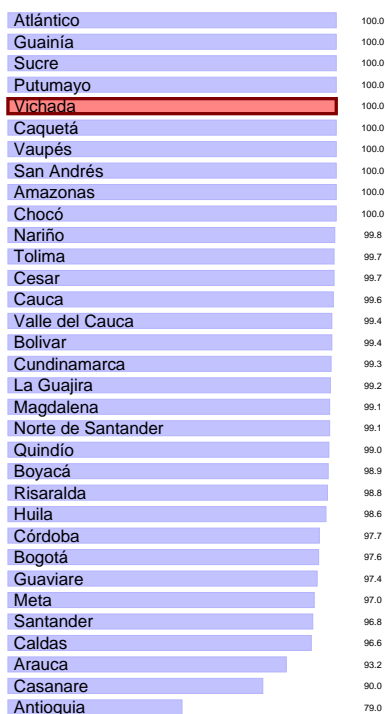 Atlántico 100.0
Guainía 100.0
Sucre 100.0
Putumayo 100.0
Vichada 100.0
Caquetá 100.0
Vaupés 100.0
San Andrés 100.0
Amazonas 100.0
Chocó 100.0
Nariño 99.8
Tolima 99.7
Cesar 99.7
Cauca 99.6
Valle del Cauca 99.4
Bolivar 99.4
Cundinamarca 99.3
La Guajira 99.2
Magdalena 99.1
Norte de Santander 99.1
Quindío 99.0
Boyacá 98.9
Risaralda 98.8
Huila 98.6
Córdoba 97.7
Bogotá 97.6
Guaviare 97.4
Meta 97.0
Santander 96.8
Caldas 96.6
Arauca 93.2
Casanare 90.0
Antioquia 79.0